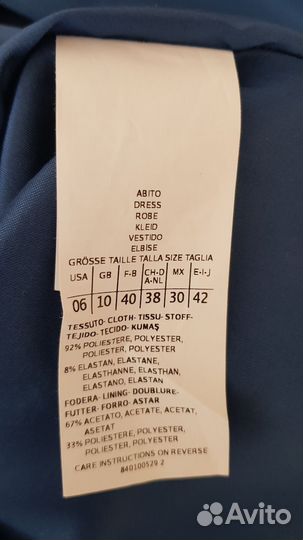 ABITO
DRESS
ROBE
KLEID
VESTIDO
ELBISE
GRÖSSE TAILLE TALLA SIZE TAGLIA
USA GB F-B CH-D A-NL MX E-I-J
06 10 40 38 30 42
TESSUTO- CLOTH- TISSU- STOFF-
TEJIDO- TECIDO- KUMAŞ
92% POLIESTERE, POLYESTER,
POLYESTER, POLYESTER
8% ELASTAN, ELASTANE,
ELASTHANNE, ELASTHAN,
ELASTANO, ELASTAN
FODERA- LINING- DOUBLURE-
FUTTER- FORRO- ASTAR
67% ACETATO, ACETATE, ACETAT,
ASETAT
33% POLIESTERE, POLYESTER,
POLYESTER, POLYESTER
CARE INSTRUCTIONS ON REVERSE
840100529 2
Avito